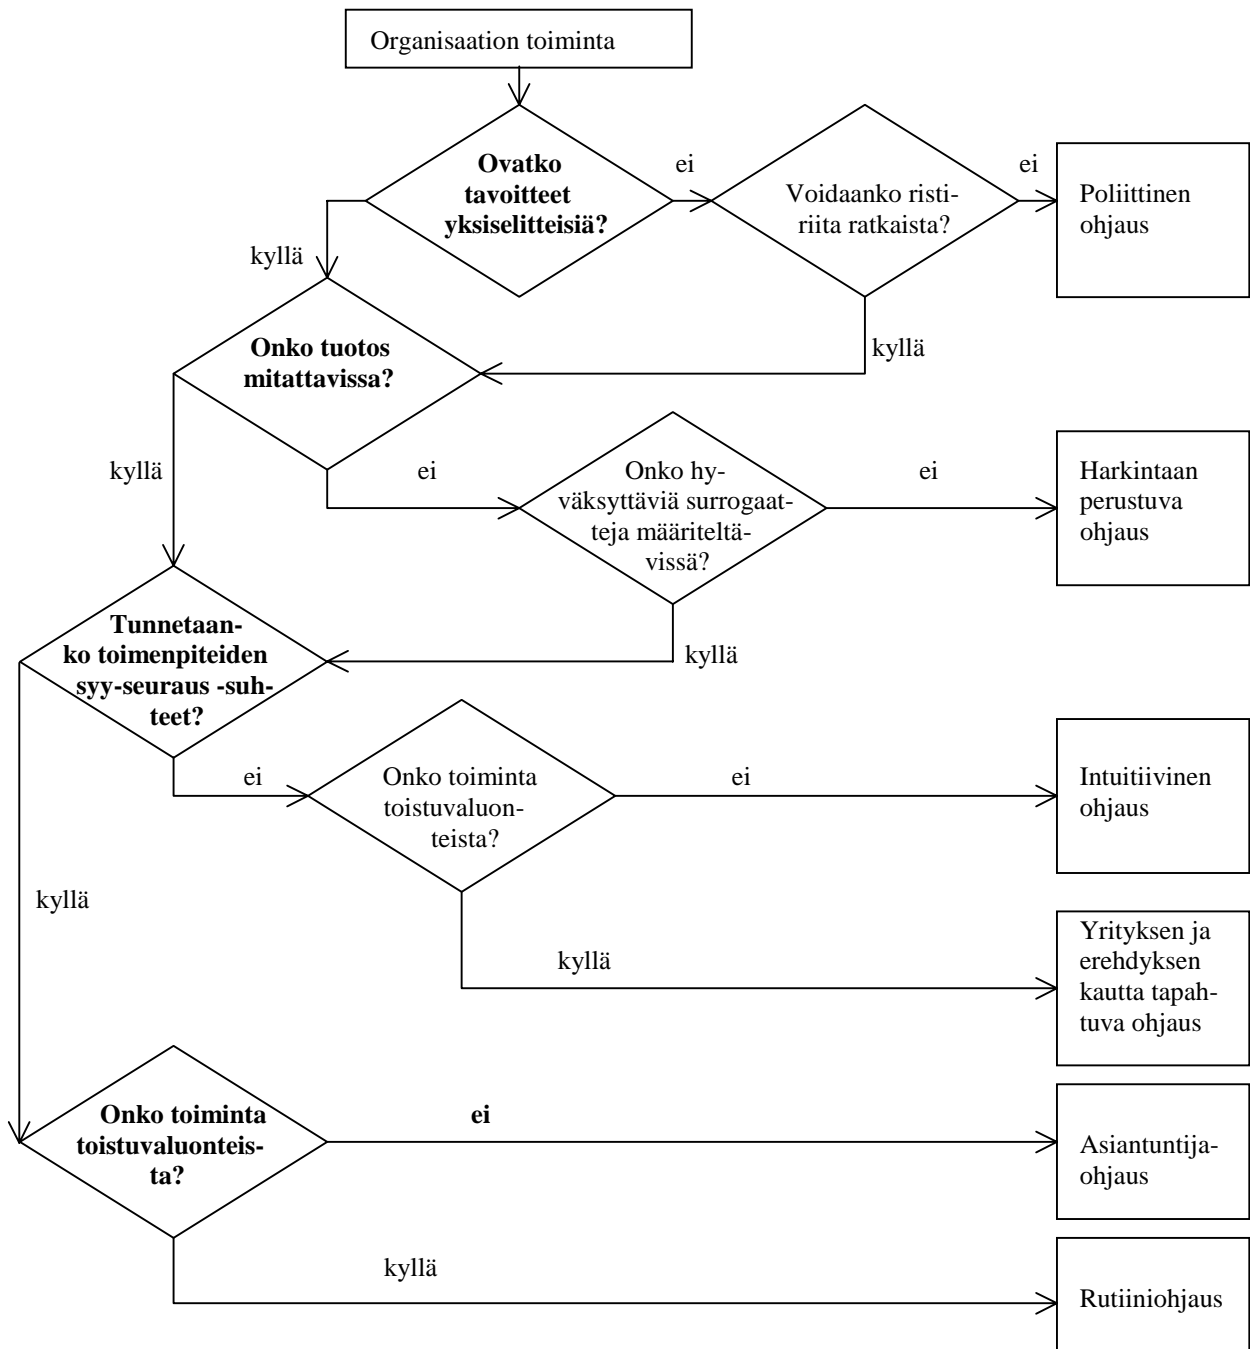 Organisaation toiminta
Ovatko
tavoitteet
yksiselitteisiä?
ei
Voidaanko risti-
riita ratkaista?
ei
Poliittinen
ohjaus
kyllä
kyllä
Onko tuotos
mitattavissa?
kyllä
ei
Onko hy-
väksyttäviä surrogaat-
teja määriteltä-
vissä?
ei
Harkintaan
perustuva
ohjaus
kyllä
Tunnetaan-
ko toimenpiteiden
syy-seuraus -suh-
teet?
ei
Onko toiminta
toistuvaluon-
teista?
ei
Intuitiivinen
ohjaus
kyllä
kyllä
Yrityksen ja
erehdyksen
kautta tapah-
tuva ohjaus
Onko toiminta
toistuvaluonteis-
ta?
ei
Asiantuntija-
ohjaus
kyllä
Rutiiniohjaus